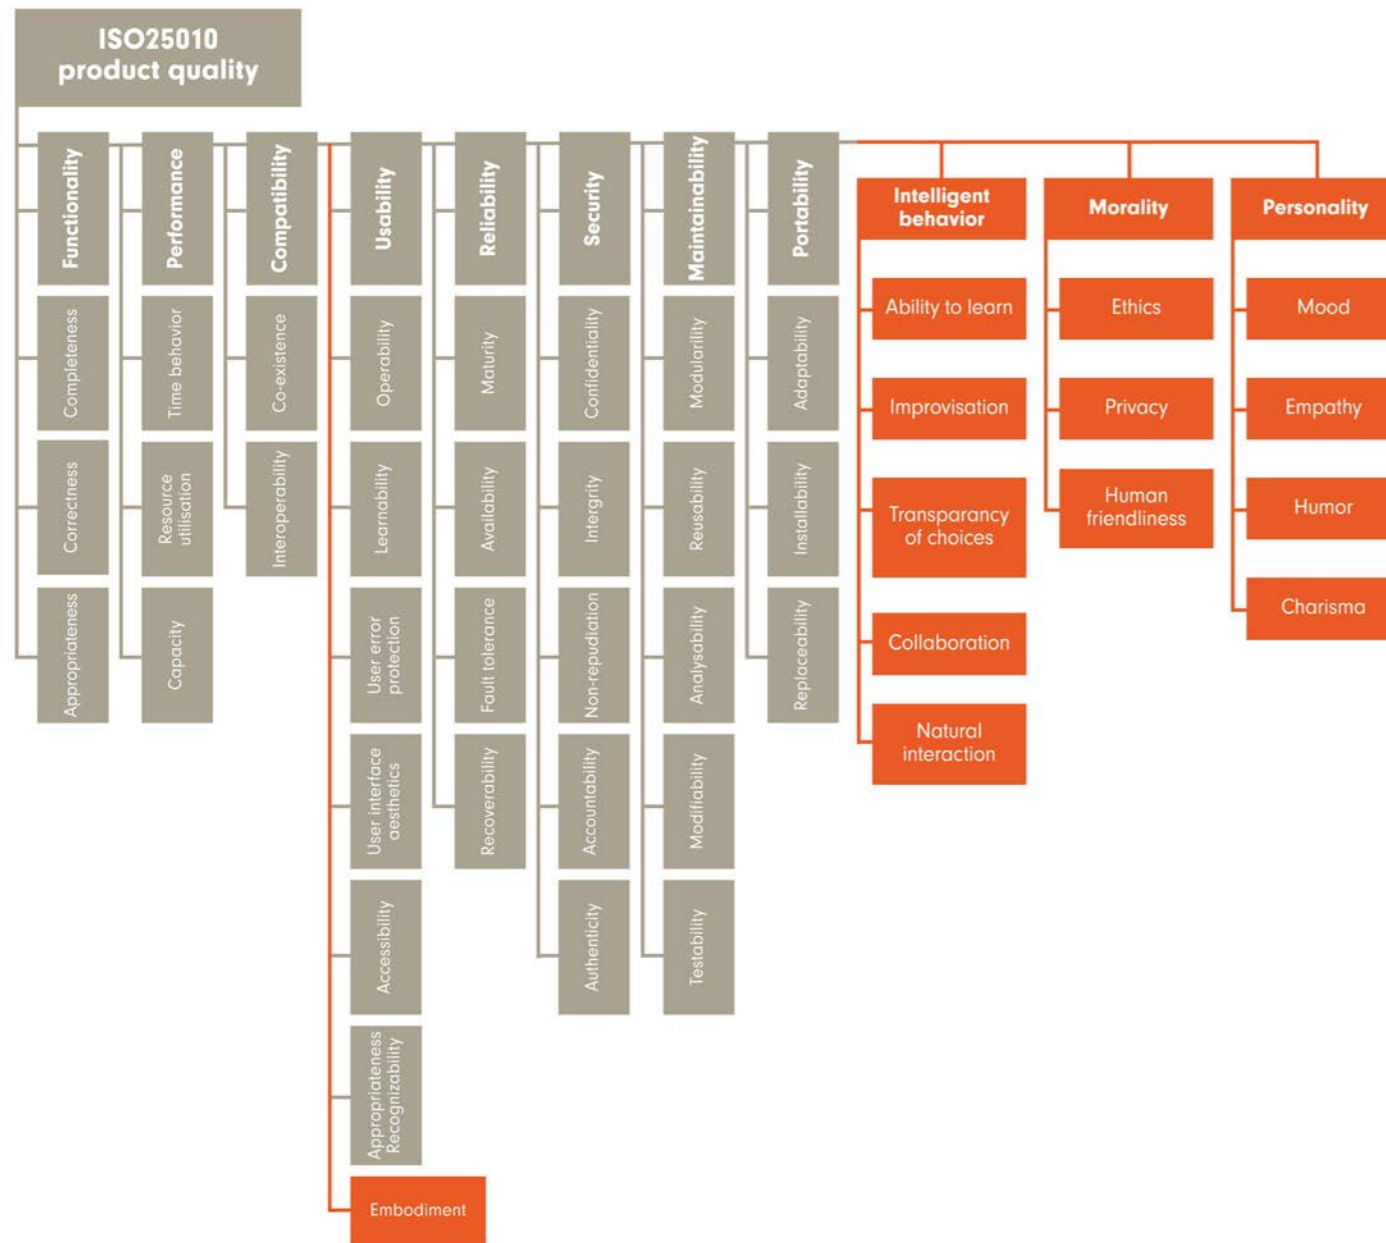 ISO25010
product quality
Functionality
Completeness
Correctness
Appropriateness
Performance
Time behavior
Resource
utilisation
Capacity
Compatibility
Co-existence
Interoperability
Usability
Operability
Learnability
User error
protection
User interface
aesthetics
Accessibility
Appropriateness
Recognizability
Embodiment
Reliability
Maturity
Availability
Fault tolerance
Recoverability
Security
Confidentiality
Intergrity
Non-repudiation
Accountability
Authenticity
Maintainability
Modularility
Reusability
Analysability
Modifiability
Testability
Portability
Adaptability
Installability
Replaceability
Intelligent
behavior
Ability to learn
Improvisation
Transparancy
of choices
Collaboration
Natural
interaction
Morality
Ethics
Privacy
Human
friendliness
Personality
Mood
Empathy
Humor
Charisma